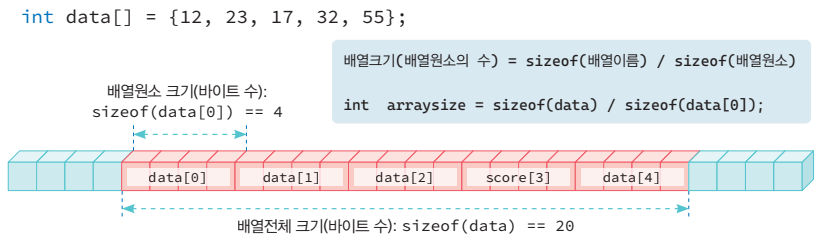 int data[] = {12, 23, 17, 32, 55};
배열크기(배열원소의 수) = sizeof(배열이름) / sizeof(배열원소)
int arraysize = sizeof(data) / sizeof(data[0]);
배열원소 크기(바이트 수):
sizeof(data[0]) == 4
data[0] data[1] data[2] score[3] data[4]
배열전체 크기(바이트 수): sizeof(data) == 20